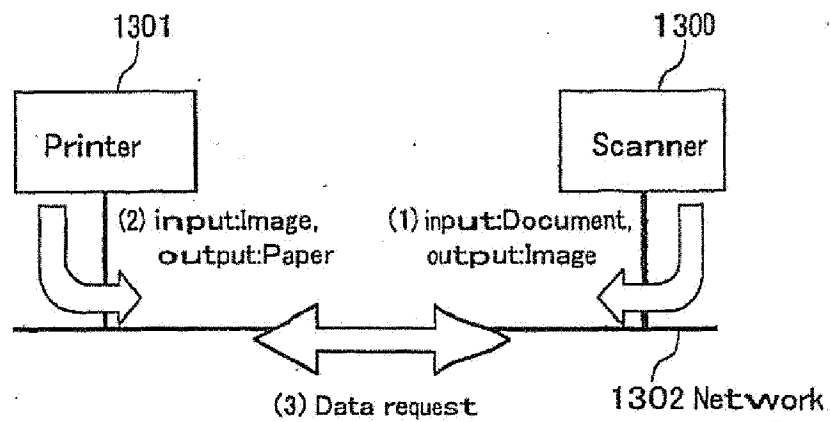 1301
1300
Printer
Scanner
(2) input:Image,
output:Paper
(1) input:Document,
output:Image
(3) Data request
1302 Network